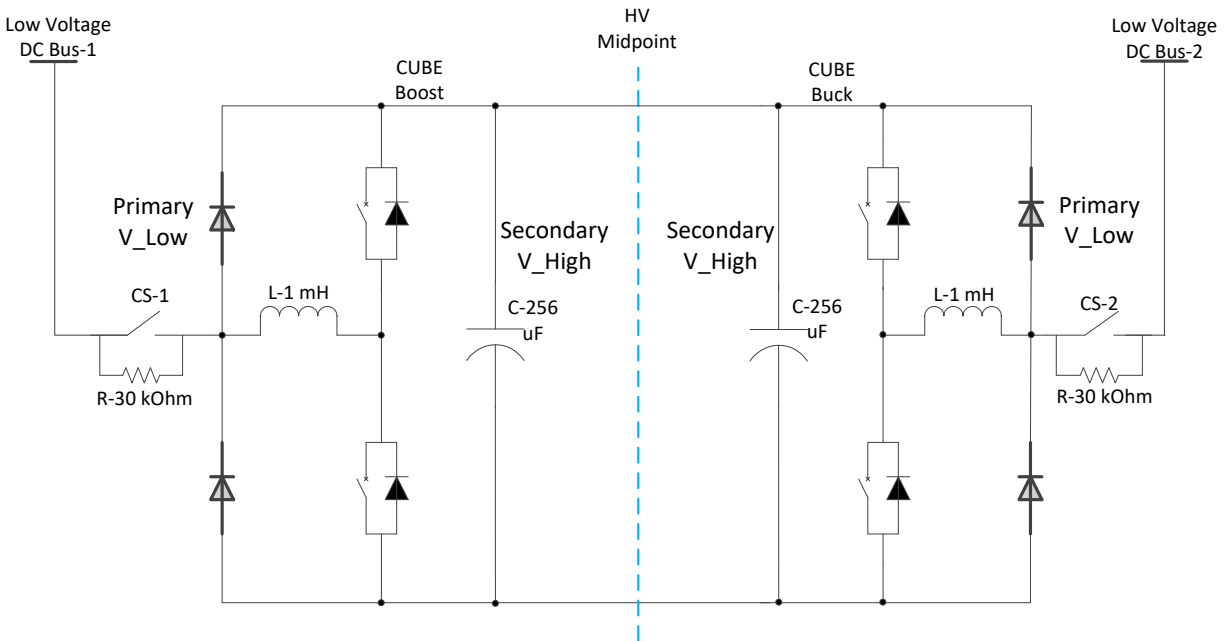 Low Voltage
DC Bus-1
HV
Midpoint
Low Voltage
DC Bus-2
CUBE
Boost
CUBE
Buck
Primary
V_Low
Secondary
V_High
Secondary
V_High
Primary
V_Low
CS-1
L-1 mH
C-256
uF
C-256
uF
L-1 mH
CS-2
R-30 kOhm
R-30 kOhm